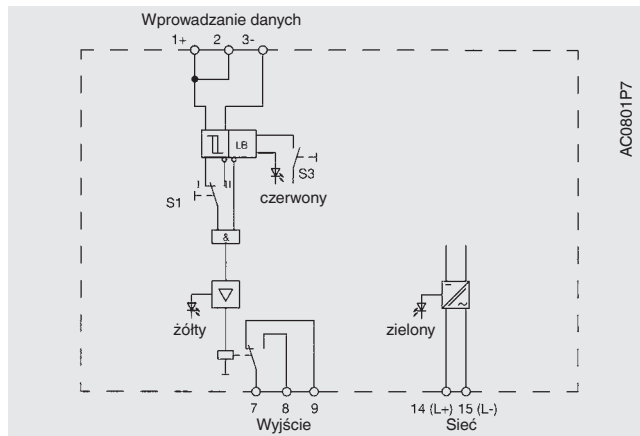 Wprowadzanie danych
1+ 2 3-
LB
S3
I II
S1
czerwony
&
żółty
zielony
7 8 9
14 (L+) 15 (L-)
Wyjście
Sieć
AC0801P7